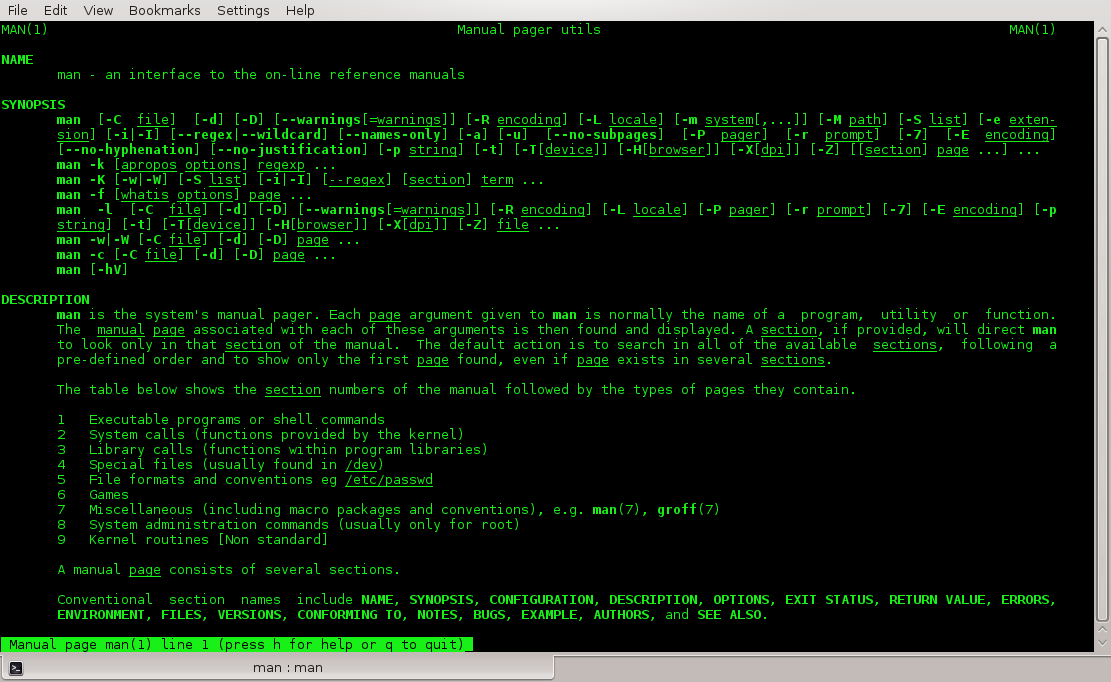 File Edit View Bookmarks Settings Help
MAN(1) Manual pager utils MAN(1)
NAME
man - an interface to the on-line reference manuals
SYNOPSIS
man [-C file] [-d] [-D] [--warnings[=warnings]] [-R encoding] [-L locale] [-m system[,...]] [-M path] [-S list] [-e exten-
sion] [-i|-I] [--regex|--wildcard] [--names-only] [-a] [-u] [--no-subpages] [-P pager] [-r prompt] [-7] [-E encoding]
[--no-hyphenation] [--no-justification] [-p string] [-t] [-T[device]] [-H[browser]] [-X[dpi]] [-Z] [[section] page ...] ...
man -k [apropos options] regexp ...
man -K [-w|-W] [-S list] [-i|-I] [--regex] [section] term ...
man -f [whatis options] page ...
man -l [-C file] [-d] [-D] [--warnings[=warnings]] [-R encoding] [-L locale] [-P pager] [-r prompt] [-7] [-E encoding] [-p
string] [-t] [-T[device]] [-H[browser]] [-X[dpi]] [-Z] file ...
man -w|-W [-C file] [-d] [-D] page ...
man -c [-C file] [-d] [-D] page ...
man [-hV]
DESCRIPTION
man is the system's manual pager. Each page argument given to man is normally the name of a program, utility or function.
The manual page associated with each of these arguments is then found and displayed. A section, if provided, will direct man
to look only in that section of the manual. The default action is to search in all of the available sections, following a
pre-defined order and to show only the first page found, even if page exists in several sections.
The table below shows the section numbers of the manual followed by the types of pages they contain.
1 Executable programs or shell commands
2 System calls (functions provided by the kernel)
3 Library calls (functions within program libraries)
4 Special files (usually found in /dev)
5 File formats and conventions eg /etc/passwd
6 Games
7 Miscellaneous (including macro packages and conventions), e.g. man(7), groff(7)
8 System administration commands (usually only for root)
9 Kernel routines [Non standard]
A manual page consists of several sections.
Conventional section names include NAME, SYNOPSIS, CONFIGURATION, DESCRIPTION, OPTIONS, EXIT STATUS, RETURN VALUE, ERRORS,
ENVIRONMENT, FILES, VERSIONS, CONFORMING TO, NOTES, BUGS, EXAMPLE, AUTHORS, and SEE ALSO.
Manual page man(1) line 1 (press h for help or q to quit)
man : man